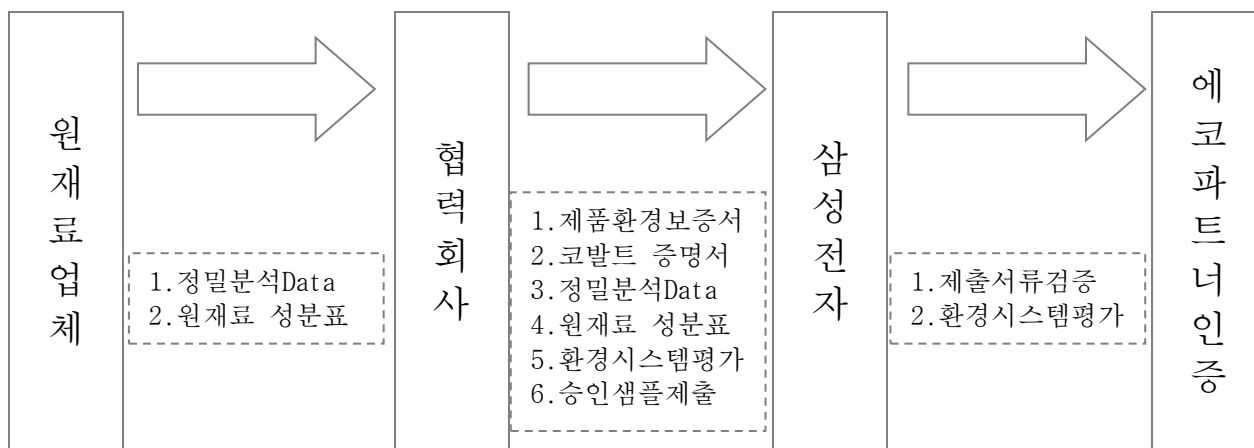 원재료업체
1.정밀분석Data
2.원재료 성분표
협력회사
1.제품환경보증서
2.코발트 증명서
3.정밀분석Data
4.원재료 성분표
5.환경시스템평가
6.승인샘플제출
삼성전자
1.제출서류검증
2.환경시스템평가
에코파트너인증